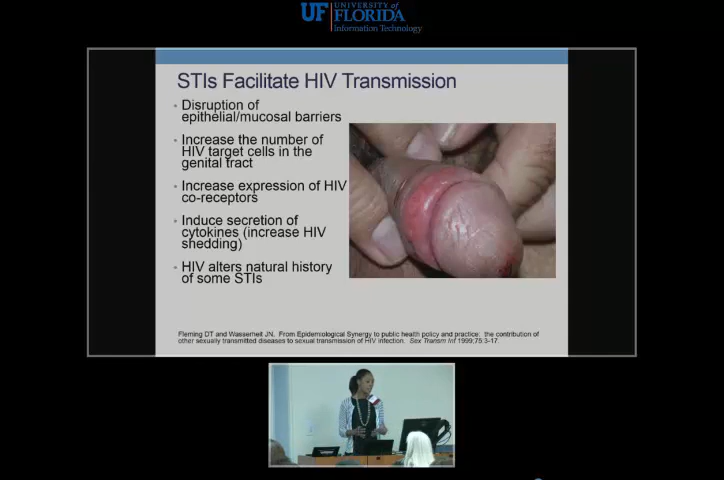 UF UNIVERSITY of
FLORIDA
Information Technology
STIs Facilitate HIV Transmission
• Disruption of
epithelial/mucosal barriers
• Increase the number of
HIV target cells in the
genital tract
• Increase expression of HIV
co-receptors
• Induce secretion of
cytokines (increase HIV
shedding)
• HIV alters natural history
of some STIs
Fleming DT and Wasserheit JN. From Epidemiological Synergy to public health policy and practice: the contribution of
other sexually transmitted diseases to sexual transmission of HIV infection. Sex Transm Inf 1999;75:3-17.